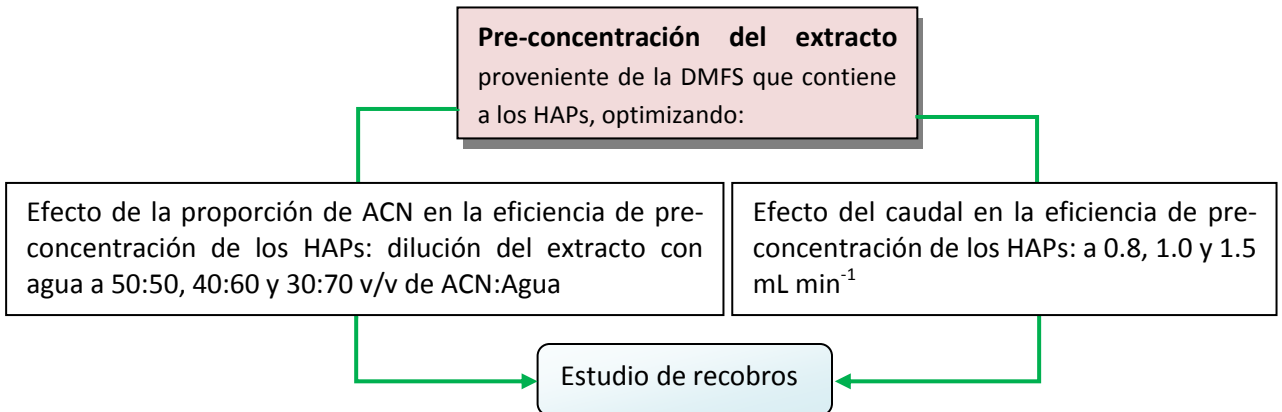 Pre-concentración del extracto
proveniente de la DMFS que contiene
a los HAPs, optimizando:
Efecto de la proporción de ACN en la eficiencia de pre-
concentración de los HAPs: dilución del extracto con
agua a 50:50, 40:60 y 30:70 v/v de ACN:Agua
Efecto del caudal en la eficiencia de pre-
concentración de los HAPs: a 0.8, 1.0 y 1.5
mL min⁻¹
Estudio de recobros